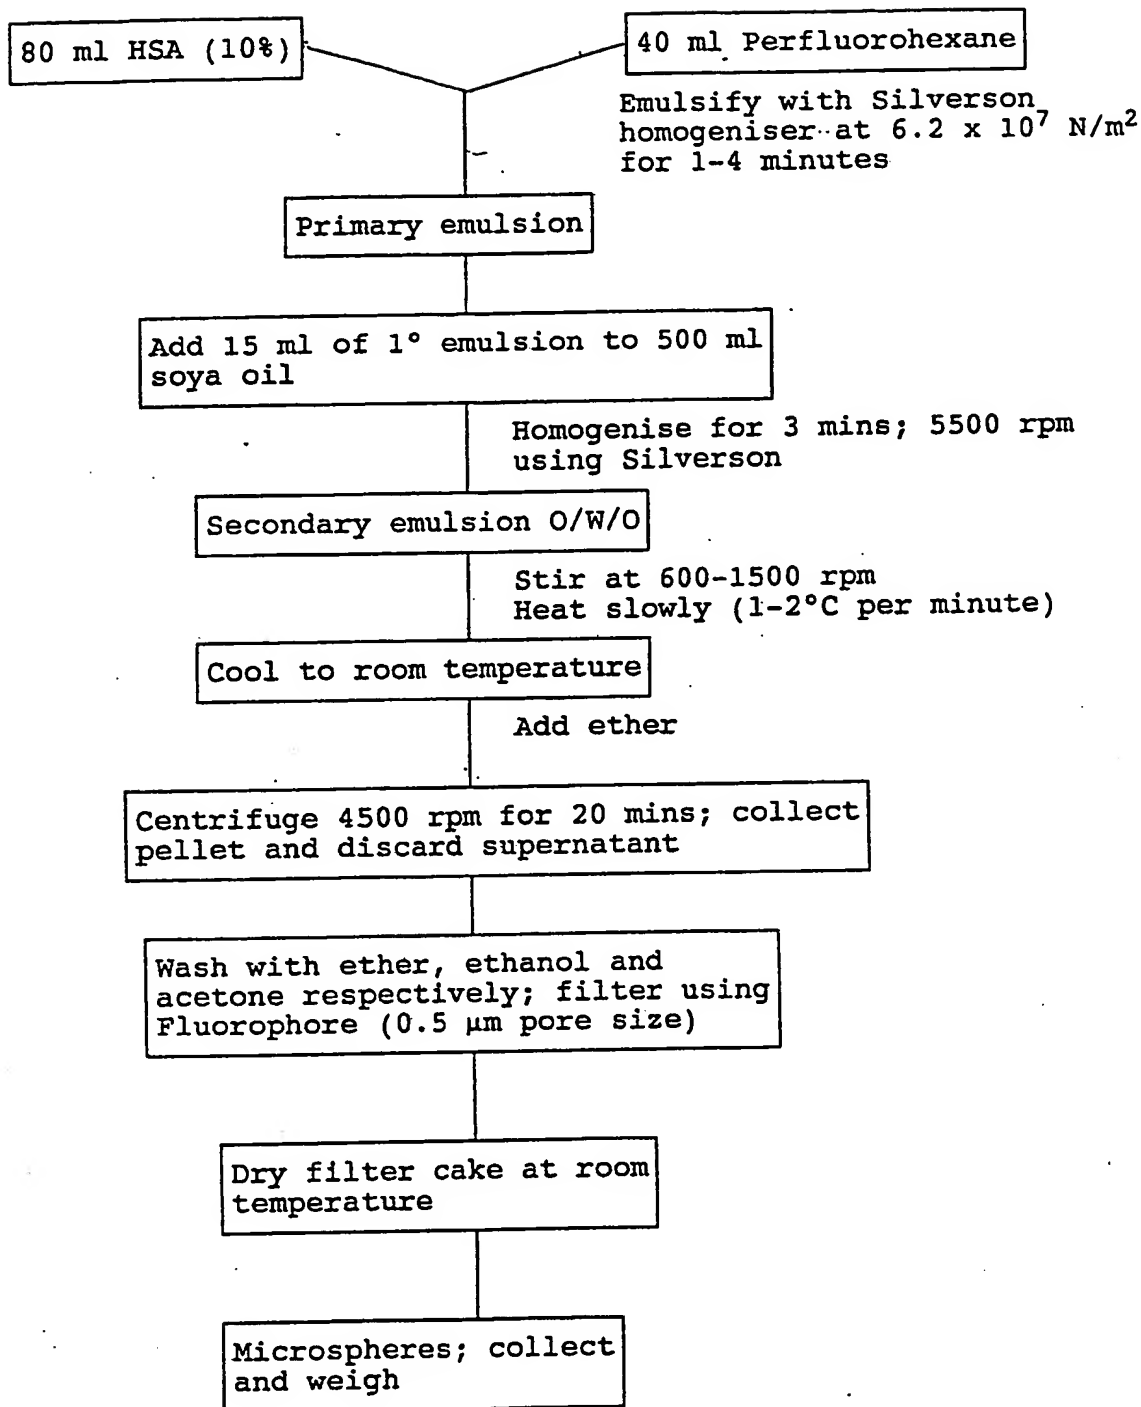 80 ml HSA (10%)
40 ml Perfluorohexane
Emulsify with Silverson
homogeniser at 6.2 x 10⁷ N/m²
for 1-4 minutes
Primary emulsion
Add 15 ml of 1° emulsion to 500 ml
soya oil
Homogenise for 3 mins; 5500 rpm
using Silverson
Secondary emulsion O/W/O
Stir at 600-1500 rpm
Heat slowly (1-2°C per minute)
Cool to room temperature
Add ether
Centrifuge 4500 rpm for 20 mins; collect
pellet and discard supernatant
Wash with ether, ethanol and
acetone respectively; filter using
Fluorophore (0.5 µm pore size)
Dry filter cake at room
temperature
Microspheres; collect
and weigh